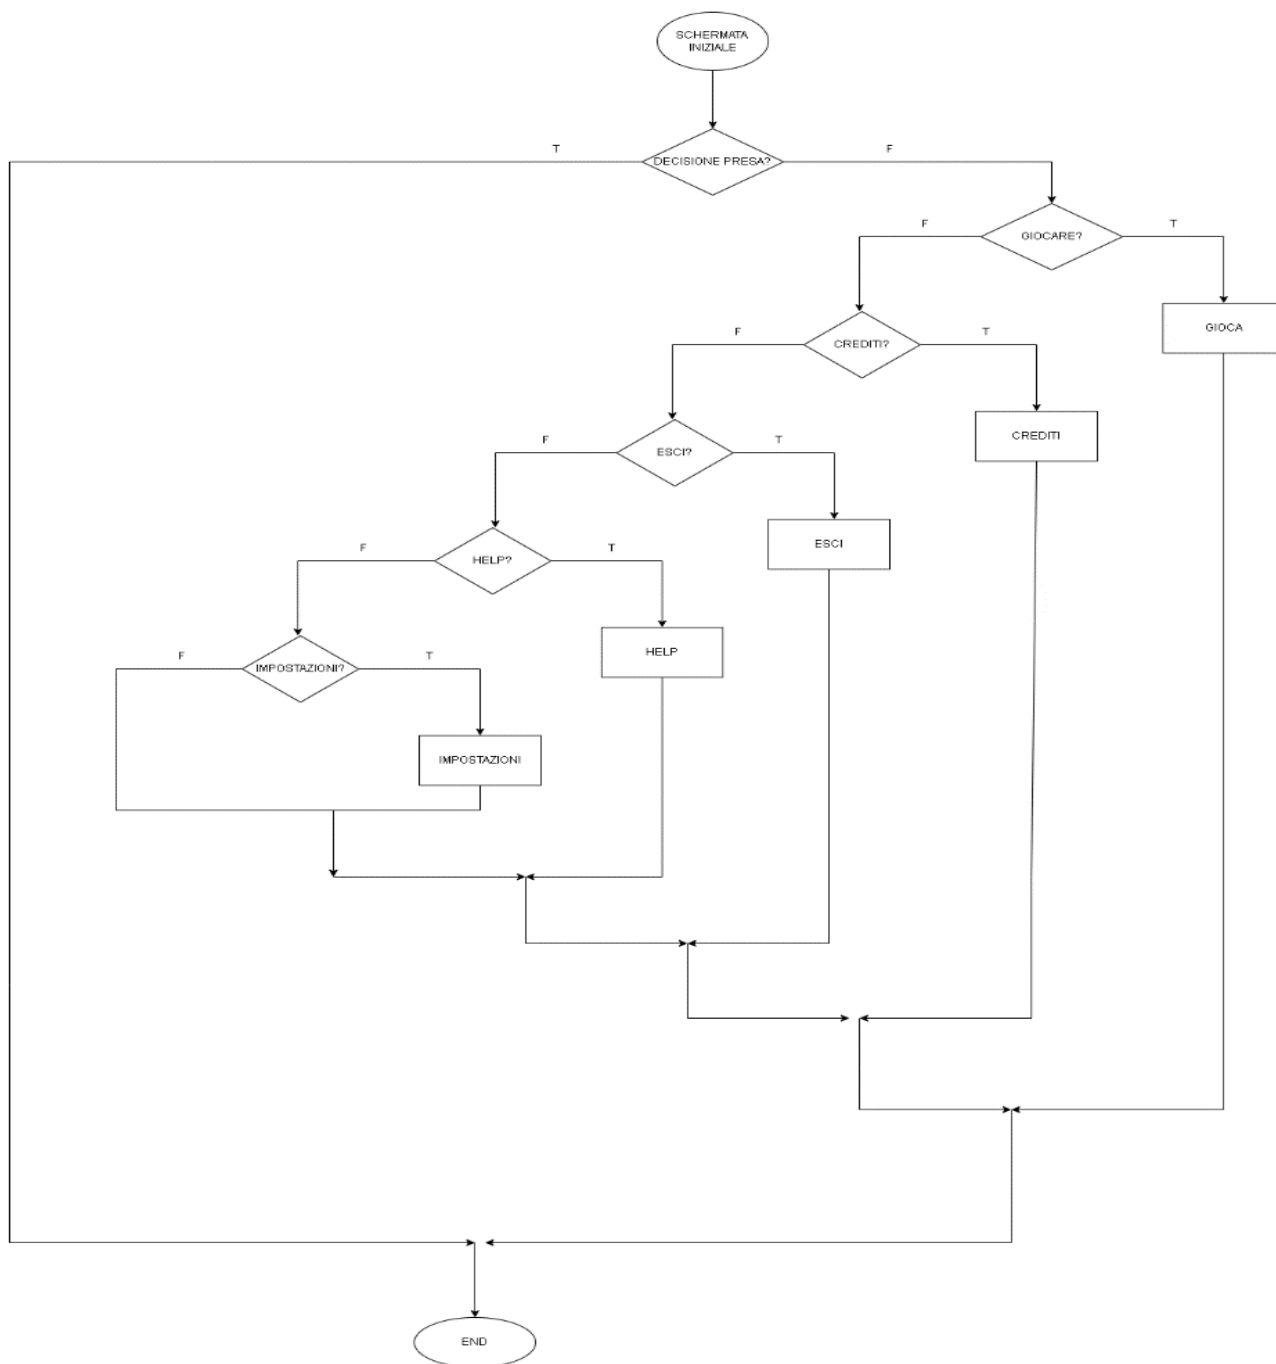 SCHERMATA
INIZIALE
T
DECISIONE PRESA?
F
F
GIOCARE?
T
GIOCA
F
CREDITI?
T
CREDITI
F
ESCI?
T
ESCI
F
HELP?
T
HELP
F
IMPOSTAZIONI?
T
IMPOSTAZIONI
END